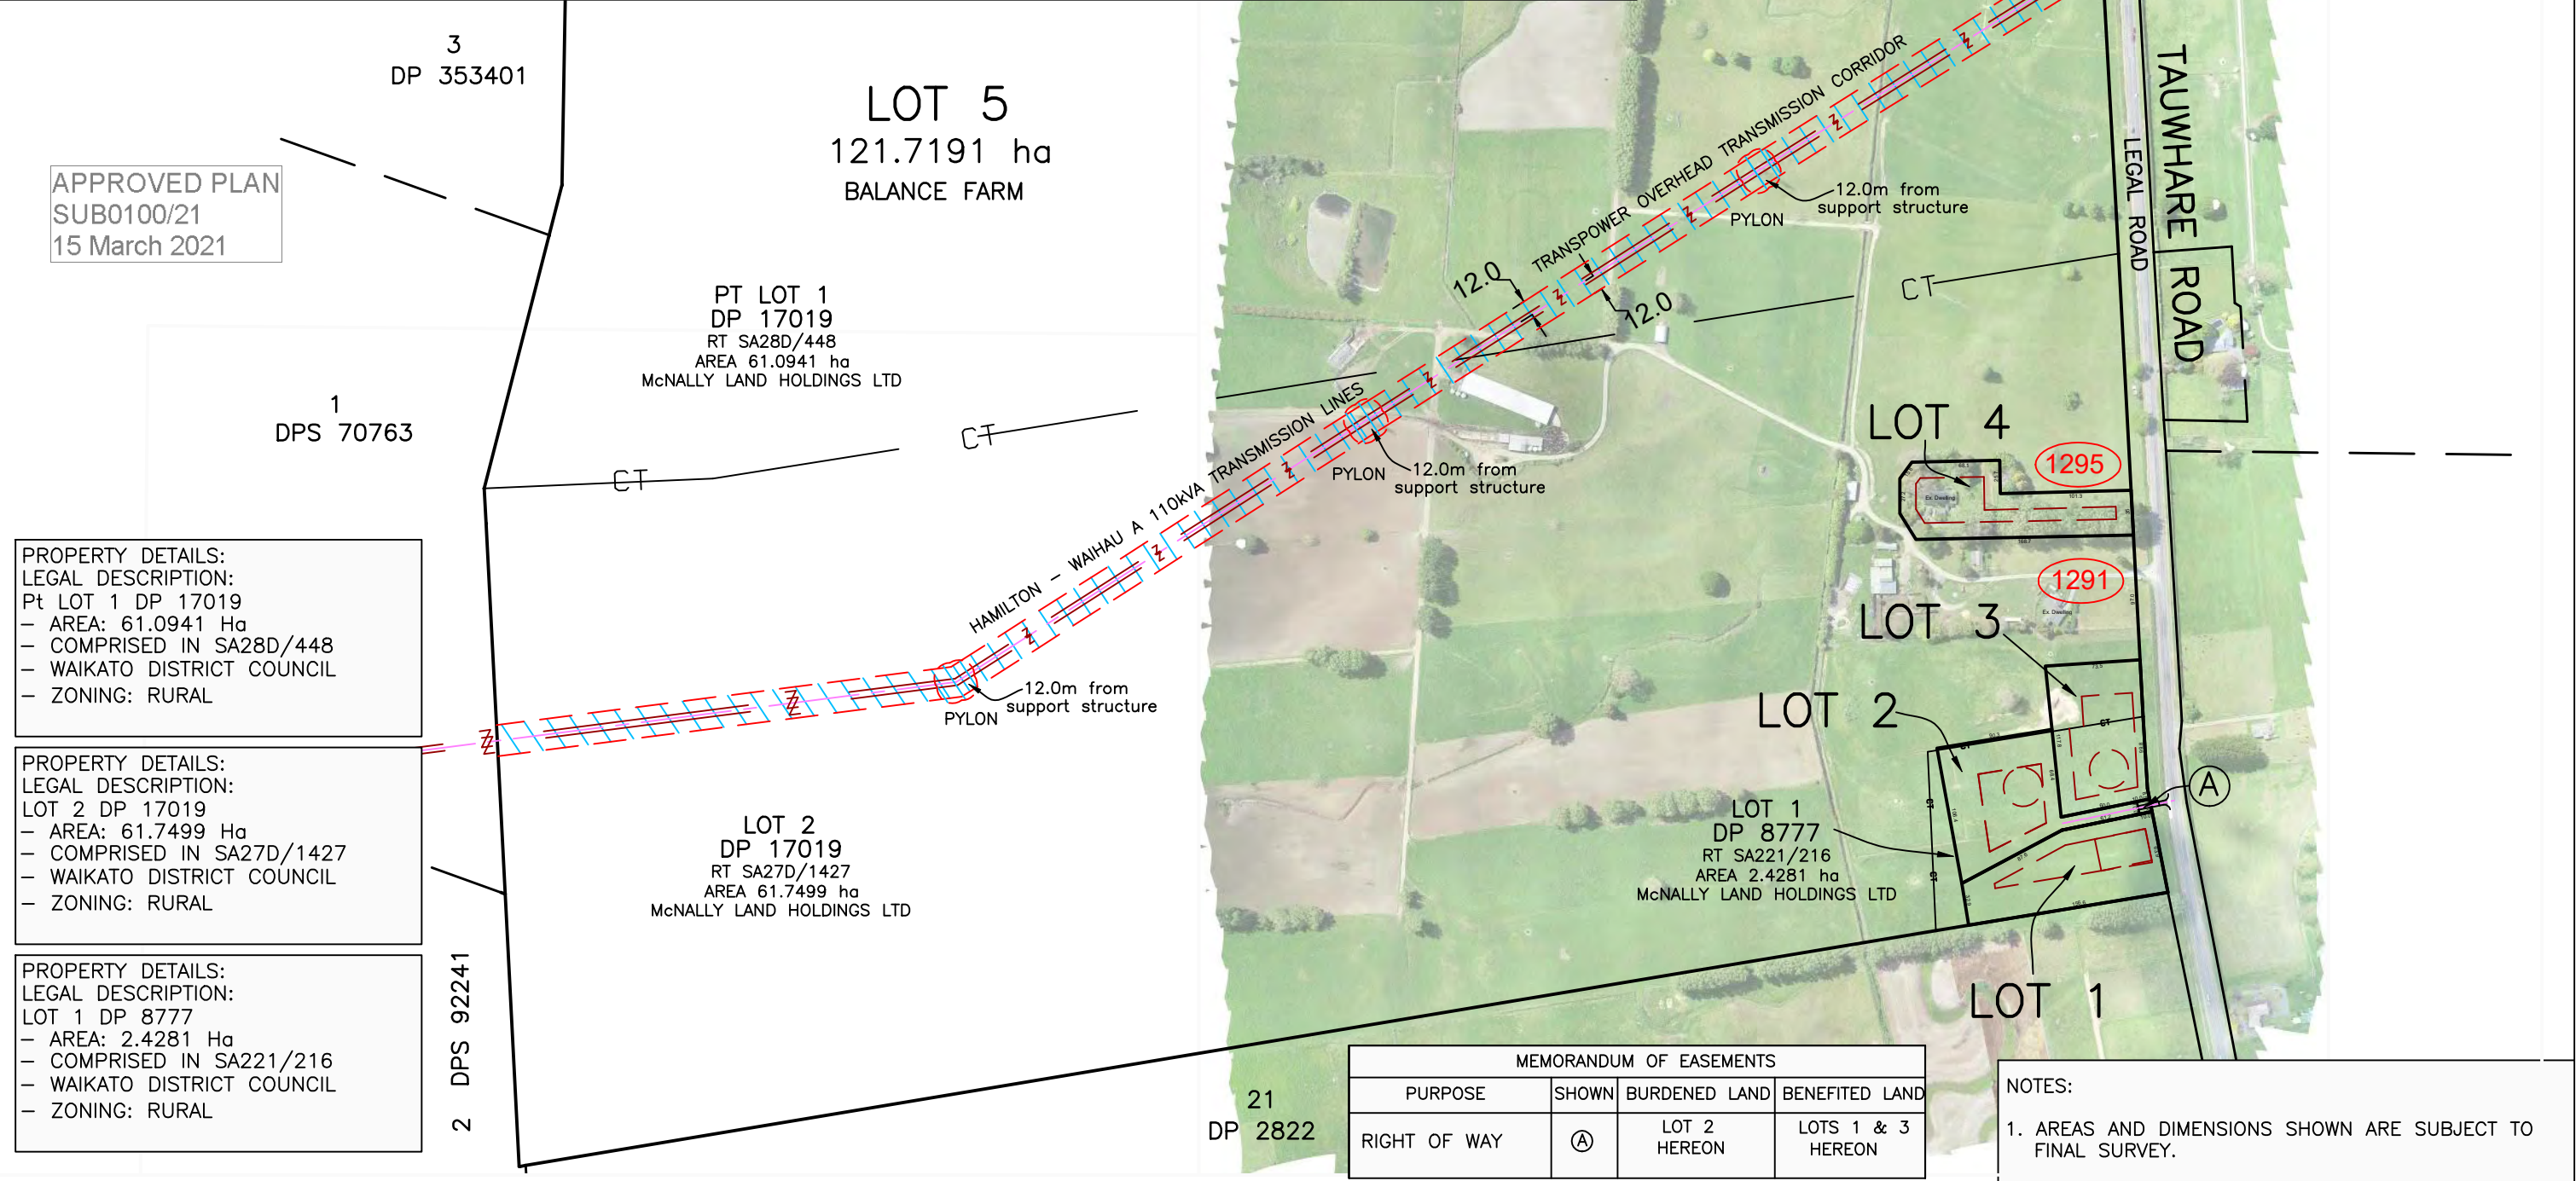 3
DP 353401
APPROVED PLAN
SUB0100/21
15 March 2021
LOT 5
121.7191 ha
BALANCE FARM
PT LOT 1
DP 17019
RT SA28D/448
AREA 61.0941 ha
McNALLY LAND HOLDINGS LTD
1
DPS 70763
CT
CT
CT
TRANSPOWER OVERHEAD TRANSMISSION CORRIDOR
12.0
12.0
PYLON
12.0m from
support structure
HAMILTON - WAIHAU A 110kVA TRANSMISSION LINES
PYLON
12.0m from
support structure
PYLON
12.0m from
support structure
TAUWHARE ROAD
LEGAL ROAD
LOT 4
1295
Ex. Dwelling
1291
Ex. Dwelling
LOT 3
LOT 2
LOT 1
DP 8777
RT SA221/216
AREA 2.4281 ha
McNALLY LAND HOLDINGS LTD
CT
CT
CT
CT
A
LOT 1
PROPERTY DETAILS:
LEGAL DESCRIPTION:
Pt LOT 1 DP 17019
- AREA: 61.0941 Ha
- COMPRISED IN SA28D/448
- WAIKATO DISTRICT COUNCIL
- ZONING: RURAL
PROPERTY DETAILS:
LEGAL DESCRIPTION:
LOT 2 DP 17019
- AREA: 61.7499 Ha
- COMPRISED IN SA27D/1427
- WAIKATO DISTRICT COUNCIL
- ZONING: RURAL
PROPERTY DETAILS:
LEGAL DESCRIPTION:
LOT 1 DP 8777
- AREA: 2.4281 Ha
- COMPRISED IN SA221/216
- WAIKATO DISTRICT COUNCIL
- ZONING: RURAL
2 DPS 92241
LOT 2
DP 17019
RT SA27D/1427
AREA 61.7499 ha
McNALLY LAND HOLDINGS LTD
21
DP 2822
MEMORANDUM OF EASEMENTS
PURPOSE SHOWN BURDENED LAND BENEFITED LAND
RIGHT OF WAY A LOT 2 HEREON LOTS 1 & 3 HEREON
NOTES:
1. AREAS AND DIMENSIONS SHOWN ARE SUBJECT TO
FINAL SURVEY.